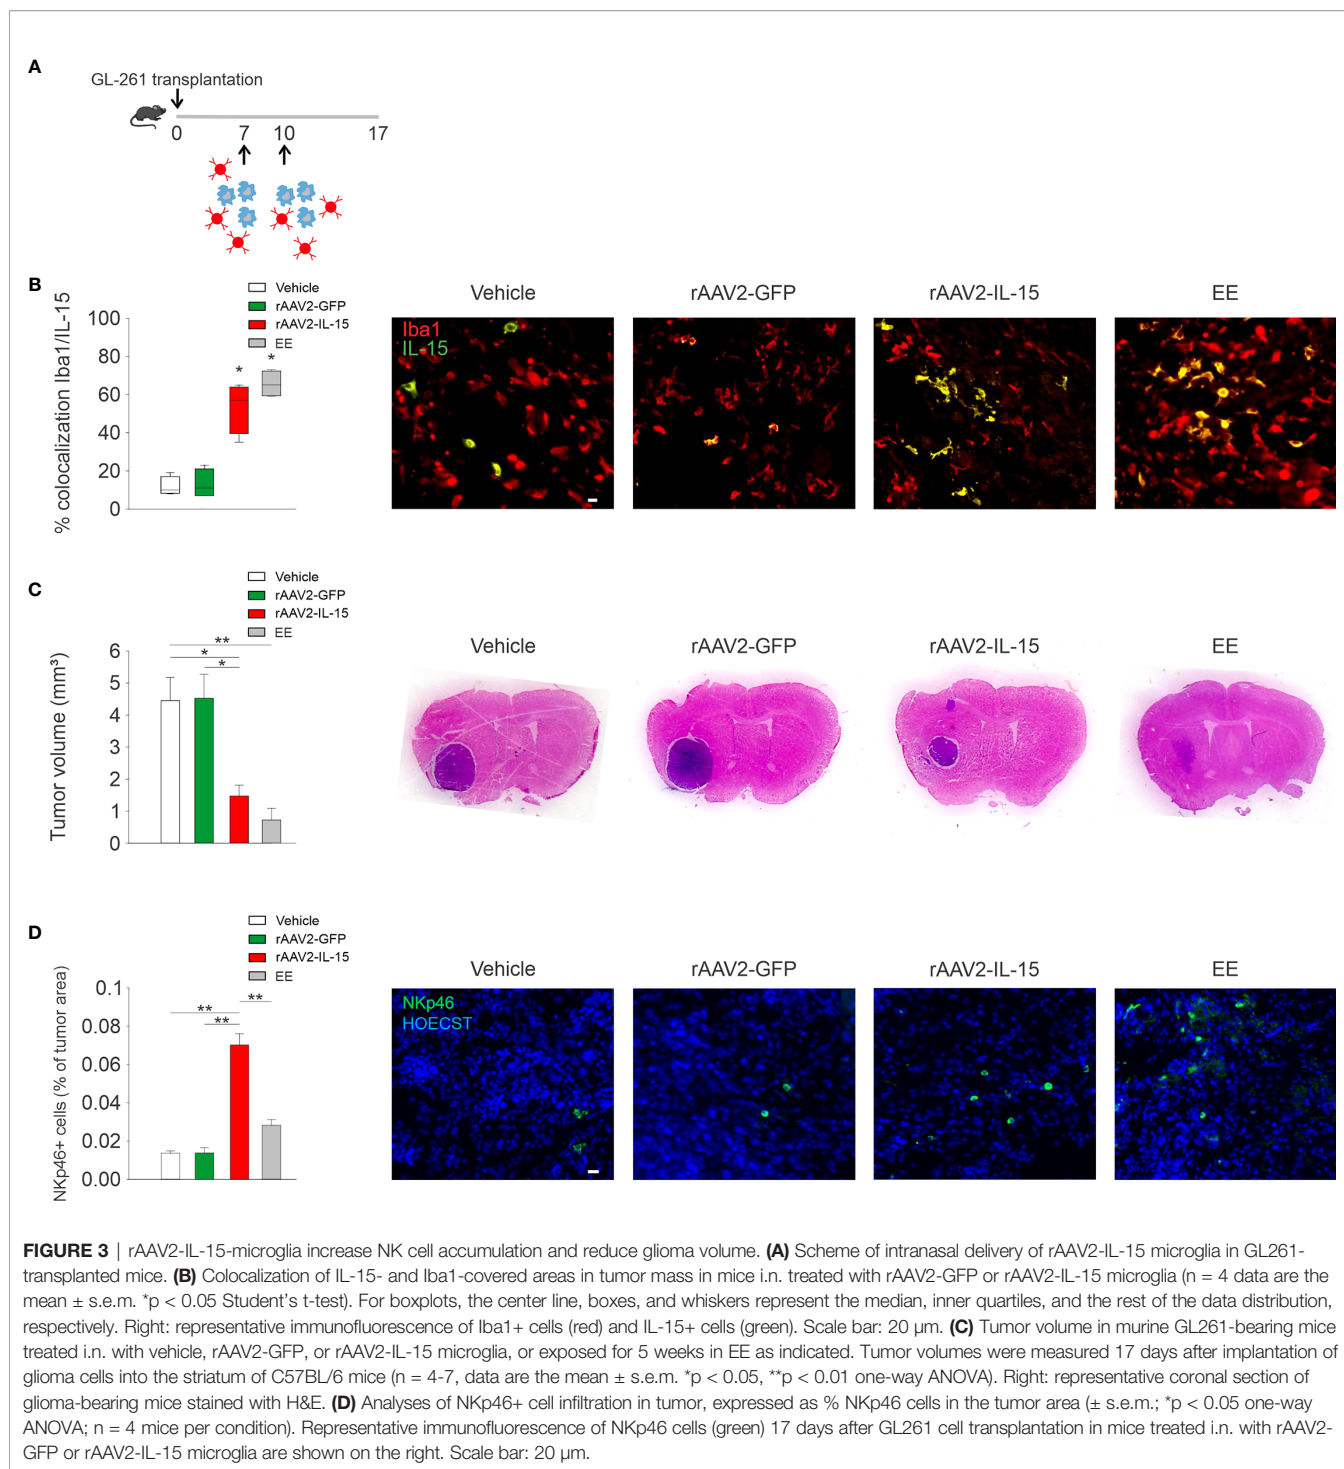 A
GL-261 transplantation
0 7 10 17
B
Vehicle
rAAV2-GFP
rAAV2-IL-15
EE
% colocalization Iba1/IL-15
100
80
60
40
20
0
* *
Vehicle rAAV2-GFP rAAV2-IL-15 EE
Iba1
IL-15
C
Vehicle
rAAV2-GFP
rAAV2-IL-15
EE
Tumor volume (mm³)
6
5
4
3
2
1
0
**
*
*
Vehicle rAAV2-GFP rAAV2-IL-15 EE
D
Vehicle
rAAV2-GFP
rAAV2-IL-15
EE
NKp46+ cells (% of tumor area)
0.1
0.08
0.06
0.04
0.02
0.00
** **
**
Vehicle rAAV2-GFP rAAV2-IL-15 EE
NKp46
HOECST
FIGURE 3 | rAAV2-IL-15-microglia increase NK cell accumulation and reduce glioma volume. (A) Scheme of intranasal delivery of rAAV2-IL-15 microglia in GL261-
transplanted mice. (B) Colocalization of IL-15- and Iba1-covered areas in tumor mass in mice i.n. treated with rAAV2-GFP or rAAV2-IL-15 microglia (n = 4 data are the
mean ± s.e.m. *p < 0.05 Student's t-test). For boxplots, the center line, boxes, and whiskers represent the median, inner quartiles, and the rest of the data distribution,
respectively. Right: representative immunofluorescence of Iba1+ cells (red) and IL-15+ cells (green). Scale bar: 20 µm. (C) Tumor volume in murine GL261-bearing mice
treated i.n. with vehicle, rAAV2-GFP, or rAAV2-IL-15 microglia, or exposed for 5 weeks in EE as indicated. Tumor volumes were measured 17 days after implantation of
glioma cells into the striatum of C57BL/6 mice (n = 4-7, data are the mean ± s.e.m. *p < 0.05, **p < 0.01 one-way ANOVA). Right: representative coronal section of
glioma-bearing mice stained with H&E. (D) Analyses of NKp46+ cell infiltration in tumor, expressed as % NKp46 cells in the tumor area (± s.e.m.; *p < 0.05 one-way
ANOVA; n = 4 mice per condition). Representative immunofluorescence of NKp46 cells (green) 17 days after GL261 cell transplantation in mice treated i.n. with rAAV2-
GFP or rAAV2-IL-15 microglia are shown on the right. Scale bar: 20 µm.